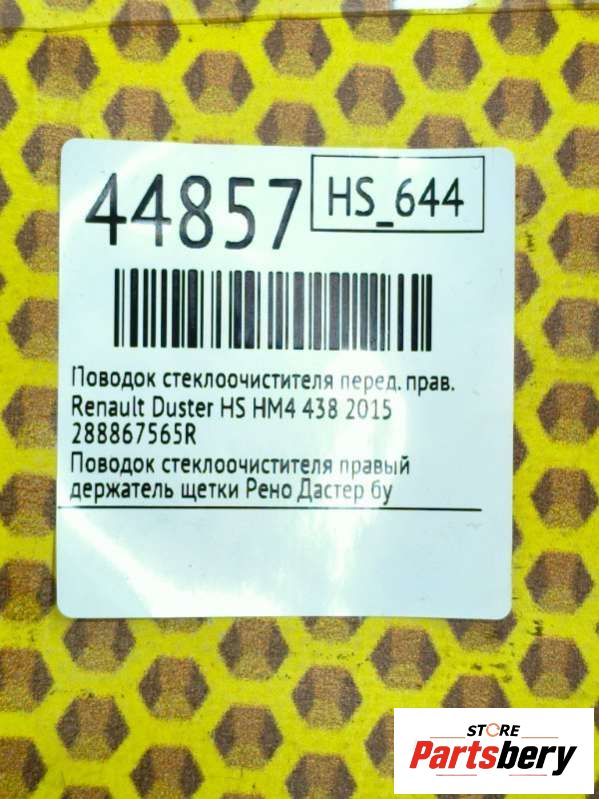 44857
HS_644
Поводок стеклоочистителя перед. прав.
Renault Duster HS HM4 438 2015
288867565R
Поводок стеклоочистителя правый
держатель щетки Рено Дастер бу
STORE
Partsbery